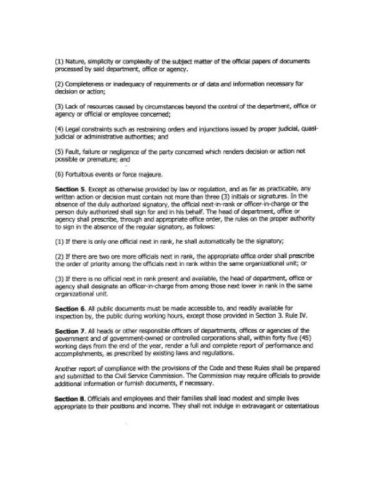 (1) Nature, simplicity or complexity of the subject matter of the official papers of documents
processed by said department, office or agency.
(2) Completeness or inadequacy of requirements or of data and information necessary for
decision or action;
(3) Lack of resources caused by circumstances beyond the control of the department, office or
agency or official or employee concerned;
(4) Legal constraints such as restraining orders and injunctions issued by proper judicial, quasi-
judicial or administrative authorities; and
(5) Fault, failure or negligence of the party concerned which renders decision or action not
possible or premature; and
(6) Fortuitous events or force majeure.
Section 5. Except as otherwise provided by law or regulation, and as far as practicable, any
written action or decision must contain not more than three (3) initials or signatures. In the
absence of the duly authorized signatory, the official next-in rank or officer-in-charge or the
person duly authorized shall sign for and in his behalf. The head of department, office or
agency shall prescribe, through and appropriate office order, the rules on the proper authority
to sign in the absence of the regular signatory, as follows:
(1) If there is only one official next in rank, he shall automatically be the signatory;
(2) If there are two ore more officials next in rank, the appropriate office order shall prescribe
the order of priority among the officials next in rank within the same organizational unit; or
(3) If there is no official next in rank present and available, the head of department, office or
agency shall designate an officer-in-charge from among those next lower in rank in the same
organizational unit.
Section 6. All public documents must be made accessible to, and readily available for
inspection by, the public during working hours, except those provided in Section 3. Rule IV.
Section 7. All heads or other responsible officers of departments, offices or agencies of the
government and of government-owned or controlled corporations shall, within forty five (45)
working days from the end of the year, render a full and complete report of performance and
accomplishments, as prescribed by existing laws and regulations.
Another report of compliance with the provisions of the Code and these Rules shall be prepared
and submitted to the Civil Service Commission. The Commission may require officials to provide
additional information or furnish documents, if necessary.
Section 8. Officials and employees and their families shall lead modest and simple lives
appropriate to their positions and income. They shall not indulge in extravagant or ostentatious